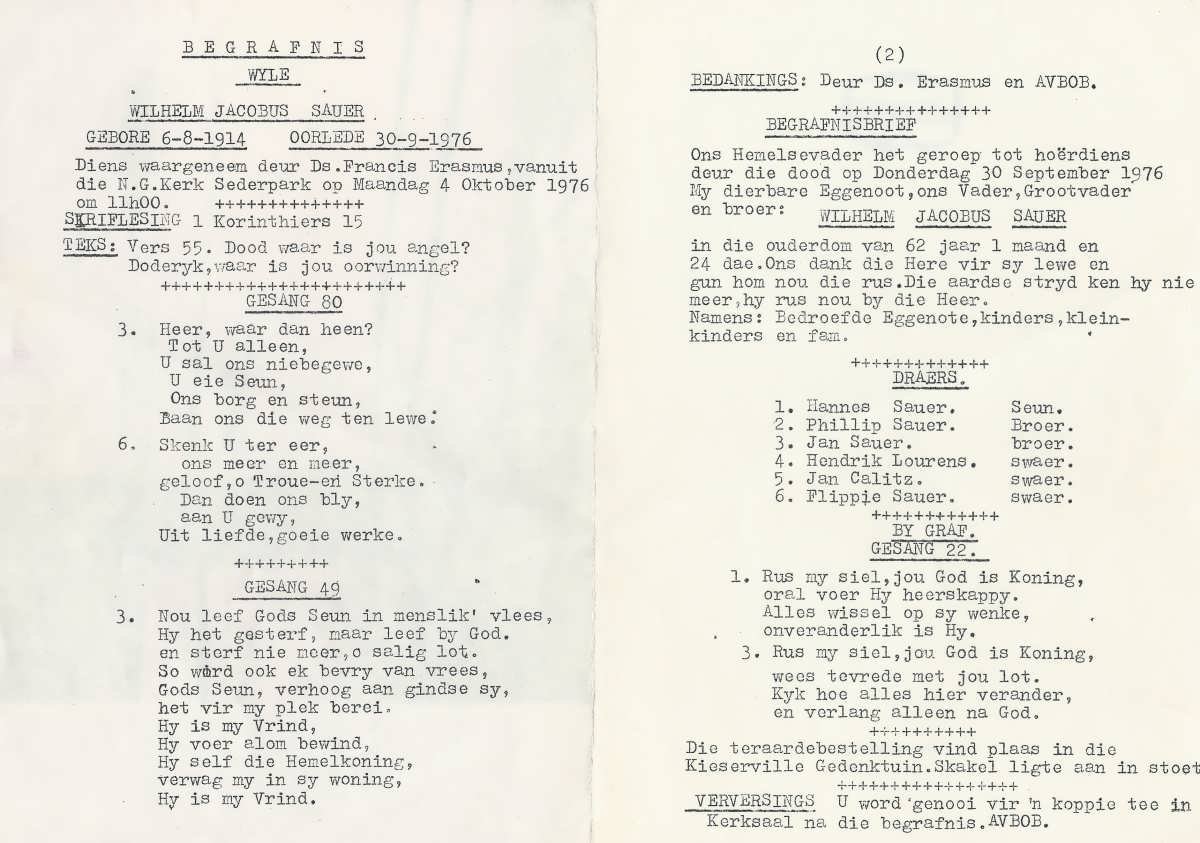 B E G R A F N I S
WYLE
WILHELM JACOBUS SAUER
GEBORE 6-8-1914 OORLEDE 30-9-1976
Diens waargeneem deur Ds.Francis Erasmus,vanuit
die N.G.Kerk Sederpark op Maandag 4 Oktober 1976
om 11h00. ++++++++++++++
SKRIFLESING 1 Korinthiers 15
TEKS: Vers 55. Dood waar is jou angel?
Doderyk,waar is jou oorwinning?
+++++++++++++++++++++++
GESANG 80
3. Heer, waar dan heen?
Tot U alleen,
U sal ons niebegewe,
U eie Seun,
Ons borg en steun,
Baan ons die weg ten lewe.
6. Skenk U ter eer,
ons meer en meer,
geloof,o Troue-en Sterke.
Dan doen ons bly,
aan U gewy,
Uit liefde,goeie werke.
+++++++++
GESANG 49
3. Nou leef Gods Seun in menslik' vlees,
Hy het gesterf, maar leef by God.
en sterf nie meer,o salig lot.
So word ook ek bevry van vrees,
Gods Seun, verhoog aan gindse sy,
het vir my plek berei.
Hy is my Vrind,
Hy voer alom bewind,
Hy self die Hemelkoning,
verwag my in sy woning,
Hy is my Vrind.
(2)
BEDANKINGS: Deur Ds. Erasmus en AVBOB.
+++++++++++++++
BEGRAFNISBRIEF
Ons Hemelsevader het geroep tot hoërdiens
deur die dood op Donderdag 30 September 1976
My dierbare Eggenoot,ons Vader,Grootvader
en broer: WILHELM JACOBUS SAUER
in die ouderdom van 62 jaar 1 maand en
24 dae.Ons dank die Here vir sy lewe en
gun hom nou die rus.Die aardse stryd ken hy nie
meer,hy rus nou by die Heer.
Namens: Bedroefde Eggenote,kinders,klein-
kinders en fam.
+++++++++++++
DRAERS.
1. Hannes Sauer. Seun.
2. Phillip Sauer. Broer.
3. Jan Sauer. broer.
4. Hendrik Lourens. swaer.
5. Jan Calitz. swaer.
6. Flippie Sauer. swaer.
++++++++++++
BY GRAF.
GESANG 22.
1. Rus my siel,jou God is Koning,
oral voer Hy heerskappy.
Alles wissel op sy wenke,
onveranderlik is Hy.
3. Rus my siel,jou God is Koning,
wees tevrede met jou lot.
Kyk hoe alles hier verander,
en verlang alleen na God.
++++++++++
Die teraardebestelling vind plaas in die
Kieserville Gedenktuin.Skakel ligte aan in stoet
+++++++++++++++++
VERVERSINGS U word genooi vir 'n koppie tee in
Kerksaal na die begrafnis.AVBOB.